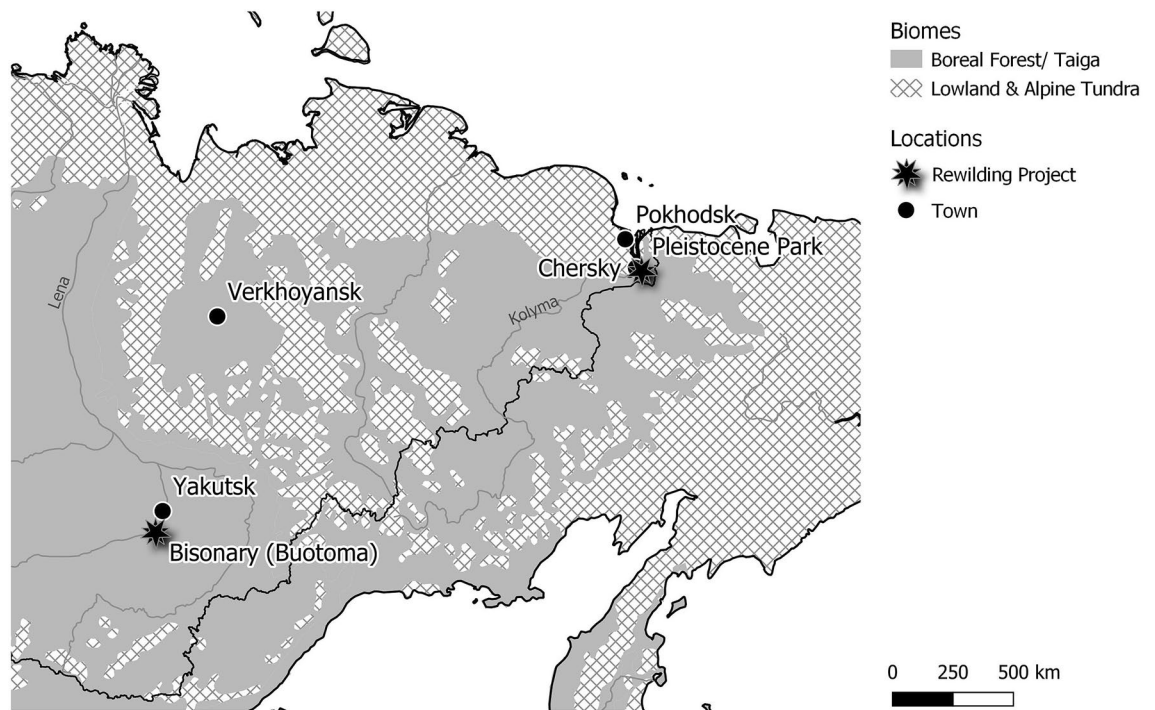 Biomes
Boreal Forest/ Taiga
Lowland & Alpine Tundra
Locations
Rewilding Project
Town
Pokhodsk
Pleistocene Park
Chersky
Lena
Verkhoyansk
Kolyma
Yakutsk
Bisonary (Buotoma)
0 250 500 km